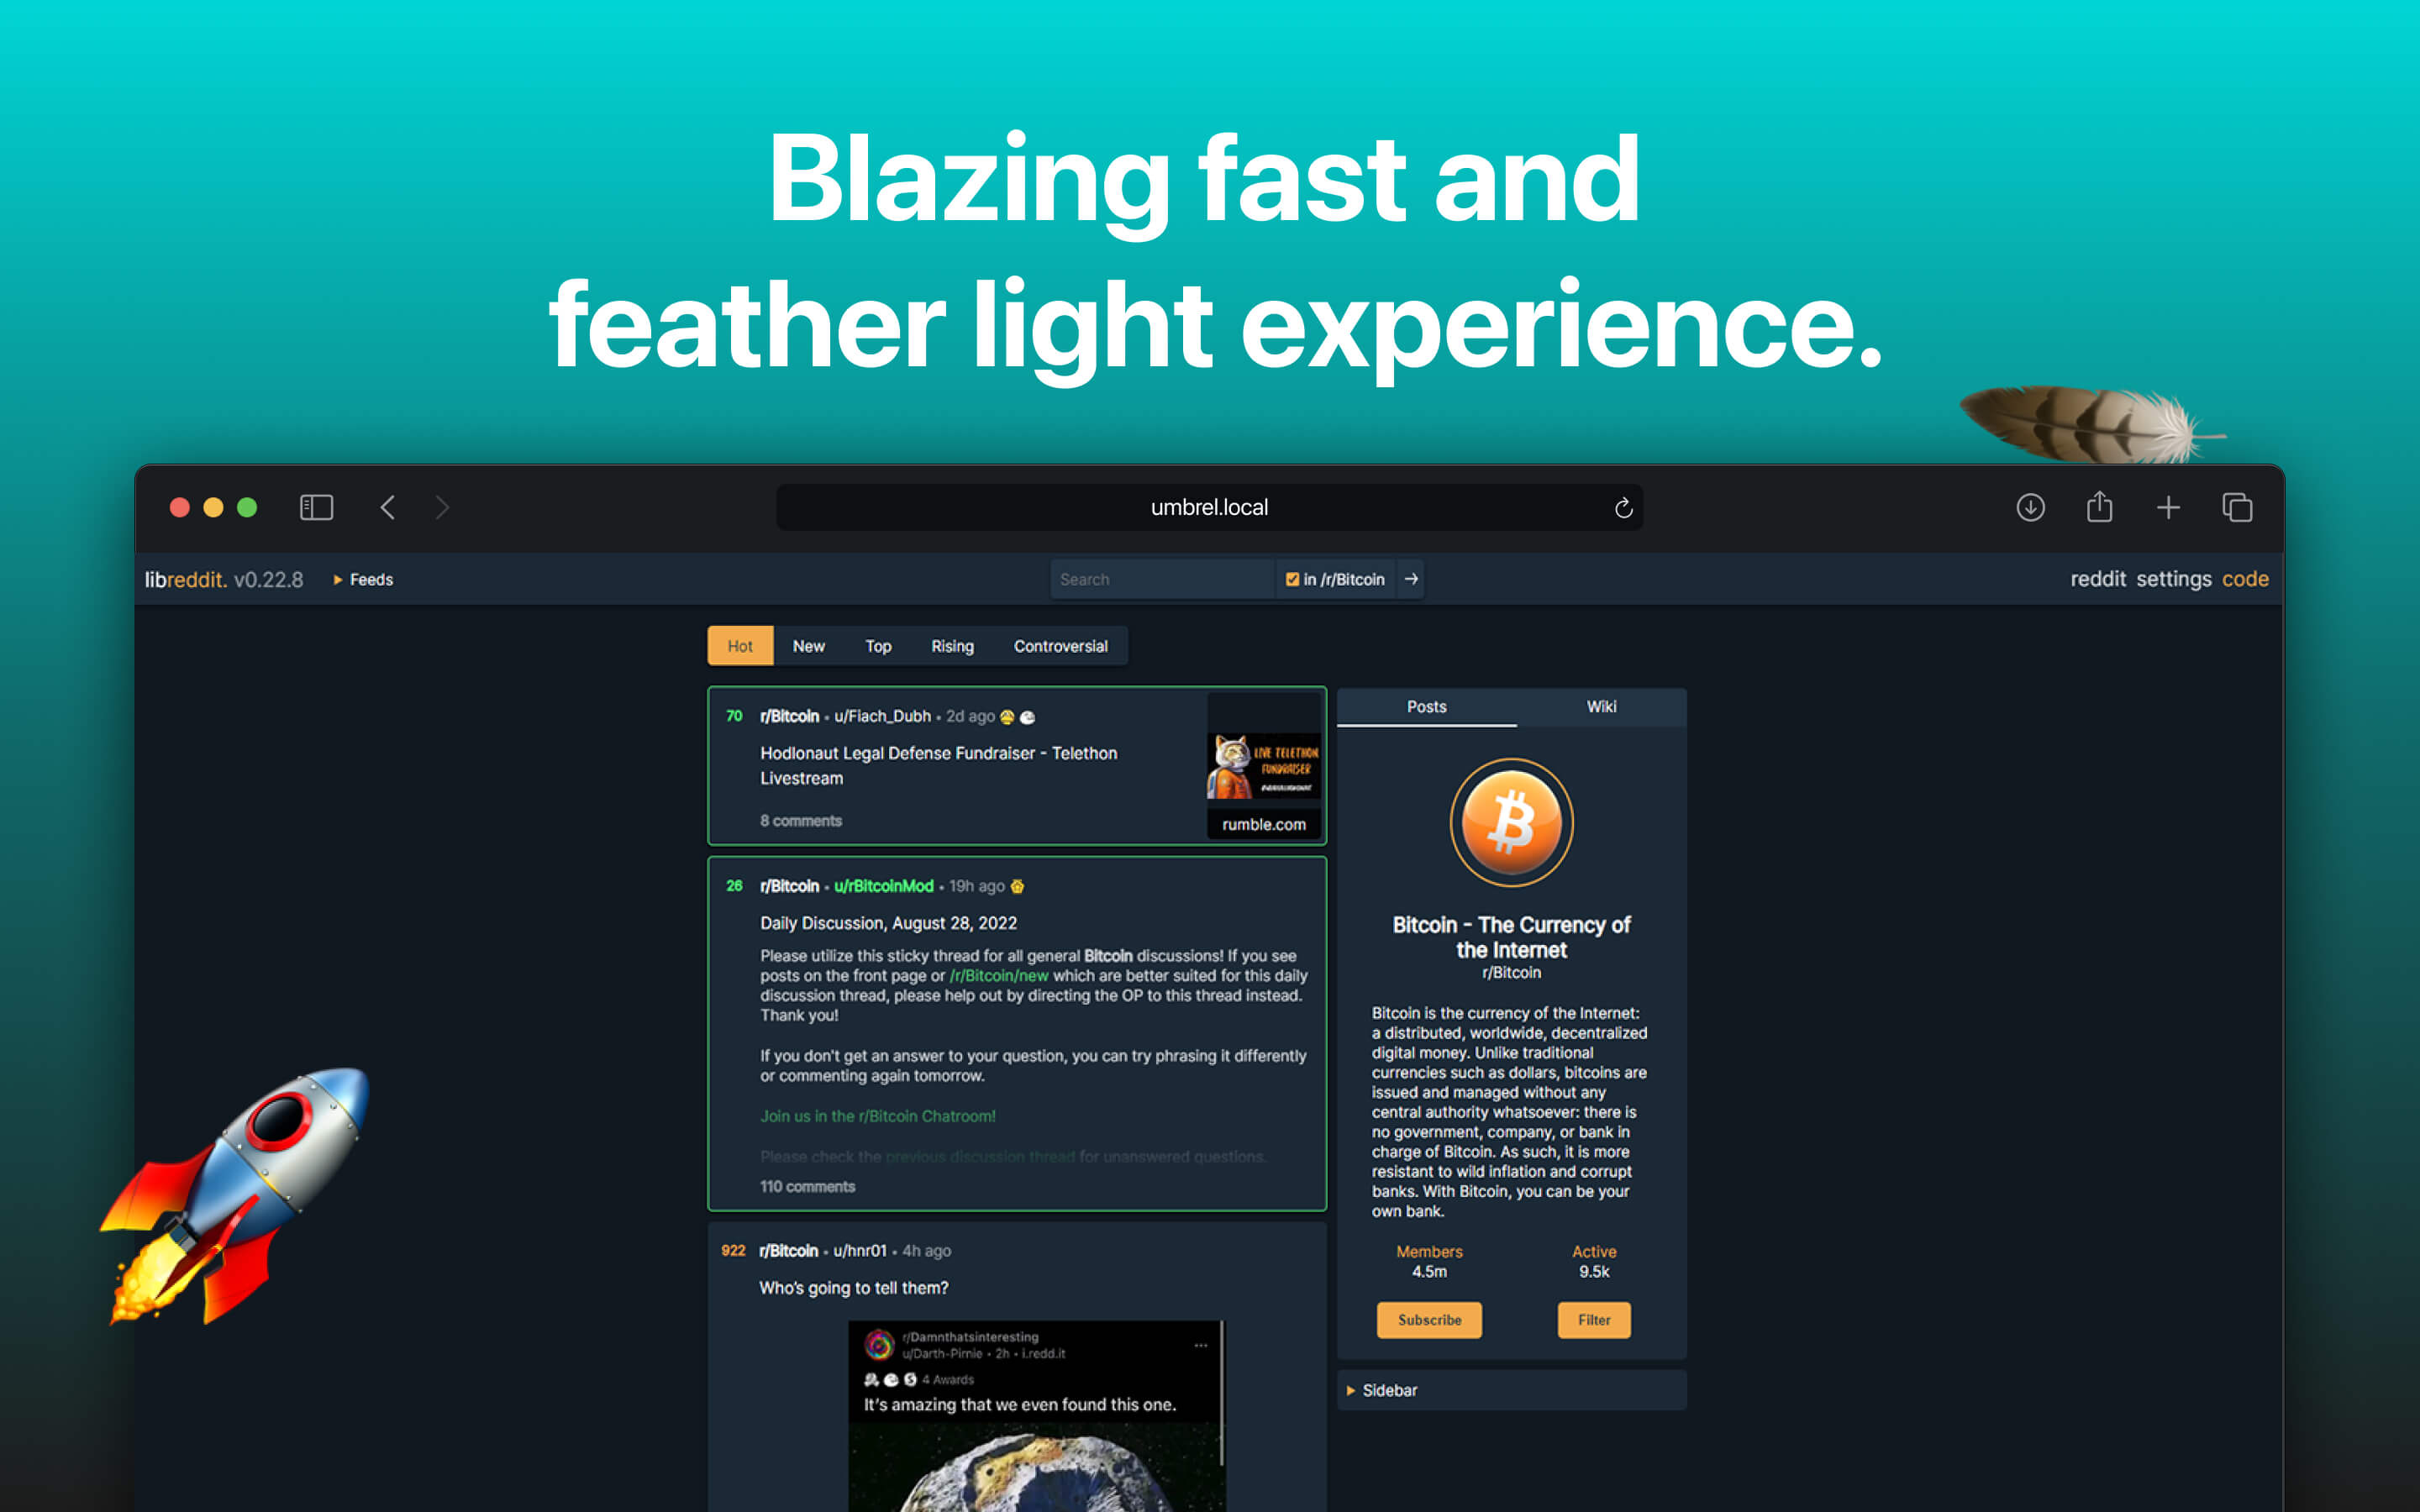 Blazing fast and
feather light experience.
umbrel.local
libreddit. v0.22.8 Feeds Search in /r/Bitcoin reddit settings code
Hot New Top Rising Controversial
70 r/Bitcoin • u/Fiach_Dubh • 2d ago
Hodlonaut Legal Defense Fundraiser - Telethon
Livestream
8 comments
LIVE TELETHON
FUNDRAISER
rumble.com
26 r/Bitcoin • u/rBitcoinMod • 19h ago
Daily Discussion, August 28, 2022
Please utilize this sticky thread for all general Bitcoin discussions! If you see
posts on the front page or /r/Bitcoin/new which are better suited for this daily
discussion thread, please help out by directing the OP to this thread instead.
Thank you!
If you don't get an answer to your question, you can try phrasing it differently
or commenting again tomorrow.
Join us in the r/Bitcoin Chatroom!
Please check the previous discussion thread for unanswered questions.
110 comments
922 r/Bitcoin • u/hnr01 • 4h ago
Who's going to tell them?
r/Damnthatsinteresting
u/Darth-Pirnie • 2h • i.redd.it
4 Awards
It's amazing that we even found this one.
Posts Wiki
Bitcoin - The Currency of
the Internet
r/Bitcoin
Bitcoin is the currency of the Internet:
a distributed, worldwide, decentralized
digital money. Unlike traditional
currencies such as dollars, bitcoins are
issued and managed without any
central authority whatsoever: there is
no government, company, or bank in
charge of Bitcoin. As such, it is more
resistant to wild inflation and corrupt
banks. With Bitcoin, you can be your
own bank.
Members Active
4.5m 9.5k
Subscribe Filter
Sidebar